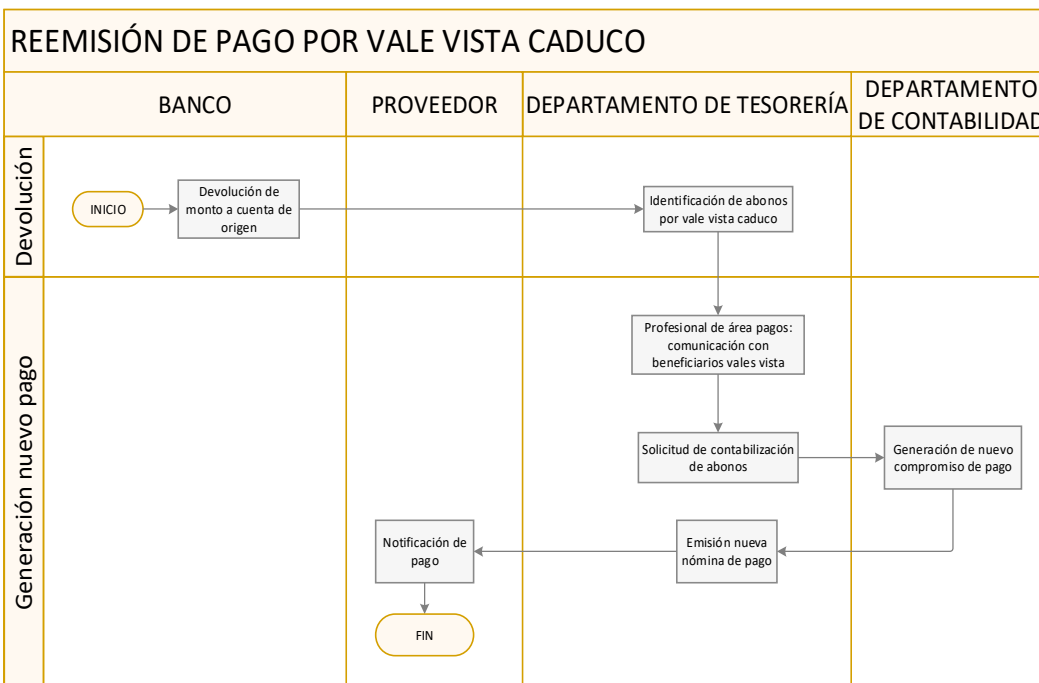 REEMISIÓN DE PAGO POR VALE VISTA CADUCO
BANCO
PROVEEDOR
DEPARTAMENTO DE TESORERÍA
DEPARTAMENTO
DE CONTABILIDAD
Devolución
INICIO
Devolución de
monto a cuenta de
origen
Identificación de abonos
por vale vista caduco
Generación nuevo pago
Profesional de área pagos:
comunicación con
beneficiarios vales vista
Solicitud de contabilización
de abonos
Generación de nuevo
compromiso de pago
Notificación de
pago
Emisión nueva
nómina de pago
FIN